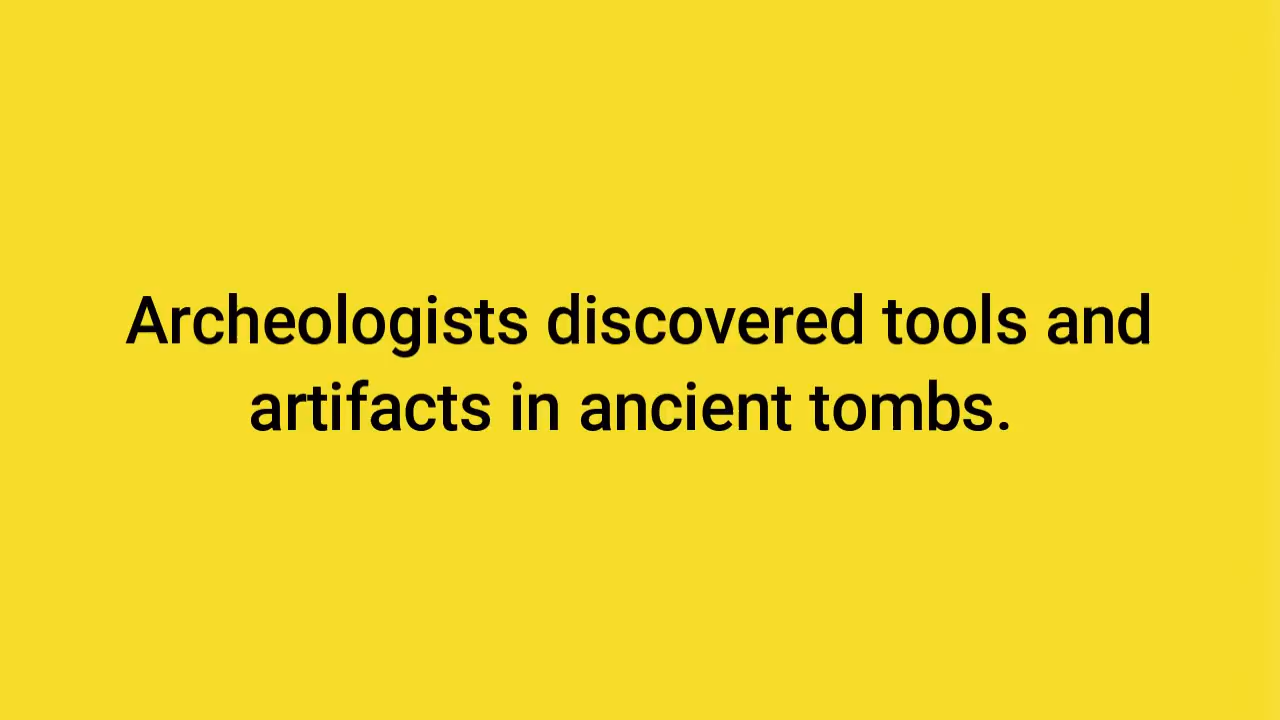 Archeologists discovered tools and
artifacts in ancient tombs.